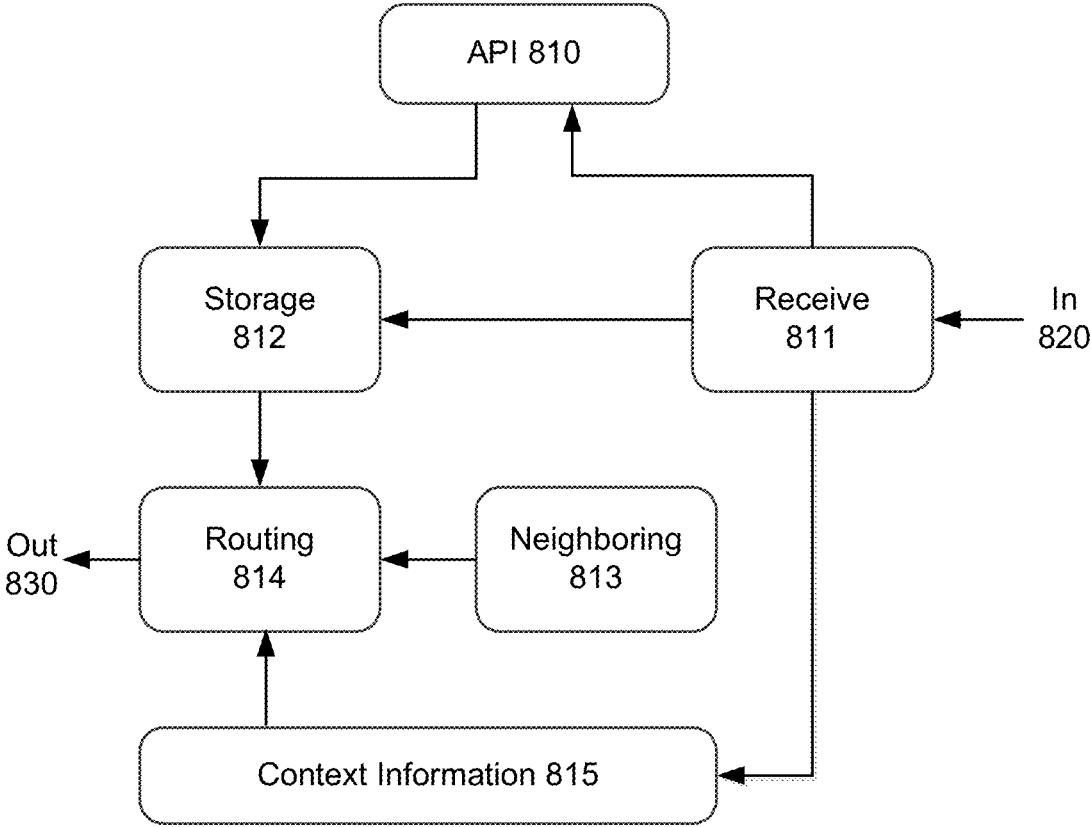 API 810
Storage
812
Receive
811
In
820
Out
830
Routing
814
Neighboring
813
Context Information 815